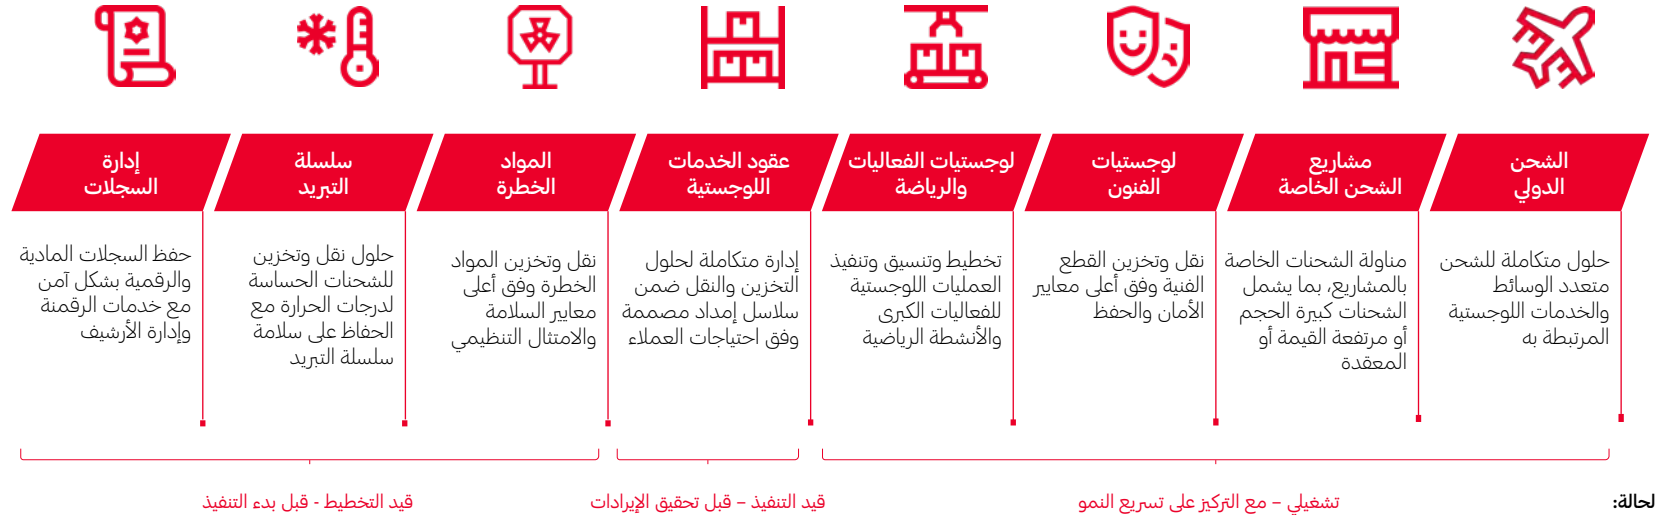 الشحن
الدولي
حلول متكاملة للشحن
متعدد الوسائط
والخدمات اللوجستية
المرتبطة به
مشاريع
الشحن الخاصة
مناولة الشحنات الخاصة
بالمشاريع، بما يشمل
الشحنات كبيرة الحجم
أو مرتفعة القيمة أو
المعقدة
لوجستيات
الفنون
نقل وتخزين القطع
الفنية وفق أعلى معايير
الأمان والحفظ
لوجستيات الفعاليات
والرياضة
تخطيط وتنسيق وتنفيذ
العمليات اللوجستية
للفعاليات الكبرى
والأنشطة الرياضية
عقود الخدمات
اللوجستية
إدارة متكاملة لحلول
التخزين والنقل ضمن
سلاسل إمداد مصممة
وفق احتياجات العملاء
المواد
الخطرة
نقل وتخزين المواد
الخطرة وفق أعلى
معايير السلامة
والامتثال التنظيمي
سلسلة
التبريد
حلول نقل وتخزين
للشحنات الحساسة
لدرجات الحرارة مع
الحفاظ على سلامة
سلسلة التبريد
إدارة
السجلات
حفظ السجلات المادية
والرقمية بشكل آمن
مع خدمات الرقمنة
وإدارة الأرشيف
لحالة:
تشغيلي – مع التركيز على تسريع النمو
قيد التنفيذ – قبل تحقيق الإيرادات
قيد التخطيط - قبل بدء التنفيذ